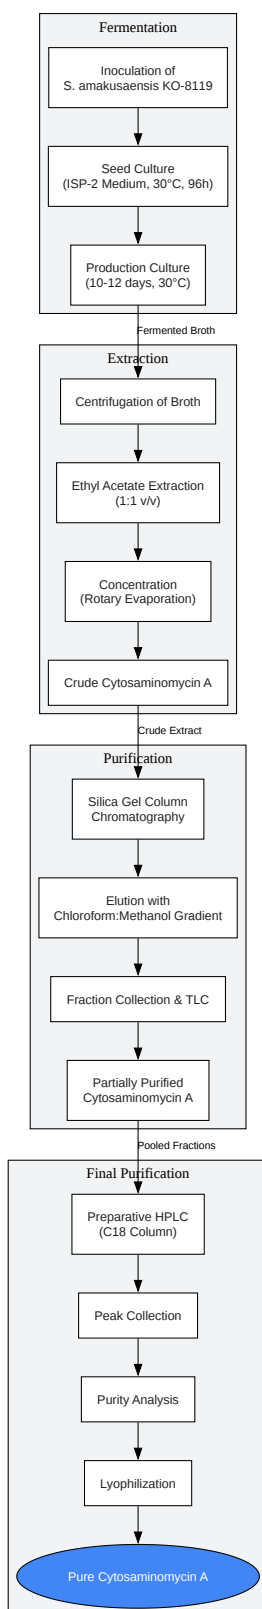 Fermentation
Inoculation of
S. amakusaensis KO-8119
Seed Culture
(ISP-2 Medium, 30°C, 96h)
Production Culture
(10-12 days, 30°C)
Fermented Broth
Extraction
Centrifugation of Broth
Ethyl Acetate Extraction
(1:1 v/v)
Concentration
(Rotary Evaporation)
Crude Cytosaminomycin A
Crude Extract
Purification
Silica Gel Column
Chromatography
Elution with
Chloroform:Methanol Gradient
Fraction Collection & TLC
Partially Purified
Cytosaminomycin A
Pooled Fractions
Final Purification
Preparative HPLC
(C18 Column)
Peak Collection
Purity Analysis
Lyophilization
Pure Cytosaminomycin A